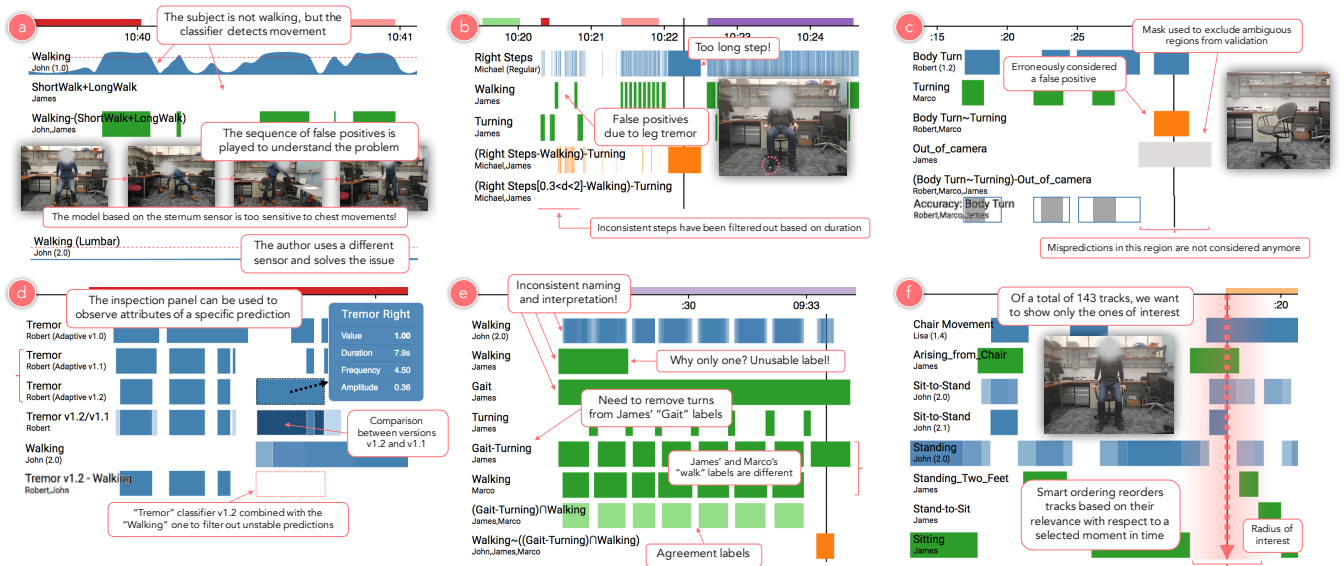 a
The subject is not walking, but the
classifier detects movement
10:40
10:41
Walking
John (1.0)
ShortWalk+LongWalk
James
Walking-(ShortWalk+LongWalk)
John,James
The sequence of false positives is
played to understand the problem
The model based on the sternum sensor is too sensitive to chest movements!
Walking (Lumbar)
John (2.0)
The author uses a different
sensor and solves the issue
b
10:20
10:21
10:22
10:23
10:24
Too long step!
Right Steps
Michael (Regular)
Walking
James
False positives
due to leg tremor
Turning
James
(Right Steps-Walking)-Turning
Michael,James
(Right Steps[0.3<d<2]-Walking)-Turning
Michael,James
Inconsistent steps have been filtered out based on duration
c
:15
:25
Mask used to exclude ambiguous
regions from validation
Body Turn
Robert (1.2)
Erroneously considered
a false positive
Turning
Marco
Body Turn~Turning
Robert,Marco
Out_of_camera
James
(Body Turn~Turning)-Out_of_camera
Robert,Marco,James
Accuracy: Body Turn
Robert,Marco,James
Mispredictions in this region are not considered anymore
d
The inspection panel can be used to
observe attributes of a specific prediction
Tremor Right
Value 1.00
Duration 7.9s
Frequency 4.50
Amplitude 0.36
Tremor
Robert (Adaptive v1.0)
Tremor
Robert (Adaptive v1.1)
Tremor
Robert (Adaptive v1.2)
Tremor v1.2/v1.1
Robert
Comparison
between versions
v1.2 and v1.1
Walking
John (2.0)
Tremor v1.2 - Walking
Robert,John
"Tremor" classifier v1.2 combined with the
"Walking" one to filter out unstable predictions
e
Inconsistent naming
and interpretation!
:30
09:33
Walking
John (2.0)
Walking
James
Why only one? Unusable label!
Gait
James
Need to remove turns
from James' "Gait" labels
Turning
James
Gait-Turning
James
James' and Marco's
"walk" labels are different
Walking
Marco
(Gait-Turning)∩Walking
James,Marco
Walking~((Gait-Turning)∩Walking)
John,James,Marco
Agreement labels
f
Of a total of 143 tracks, we want
to show only the ones of interest
:20
Chair Movement
Lisa (1.4)
Arising_from_Chair
James
Sit-to-Stand
John (2.0)
Sit-to-Stand
John (2.1)
Standing
John (2.0)
Standing_Two_Feet
James
Stand-to-Sit
James
Sitting
James
Smart ordering reorders
tracks based on their
relevance with respect to a
selected moment in time
Radius of
interest